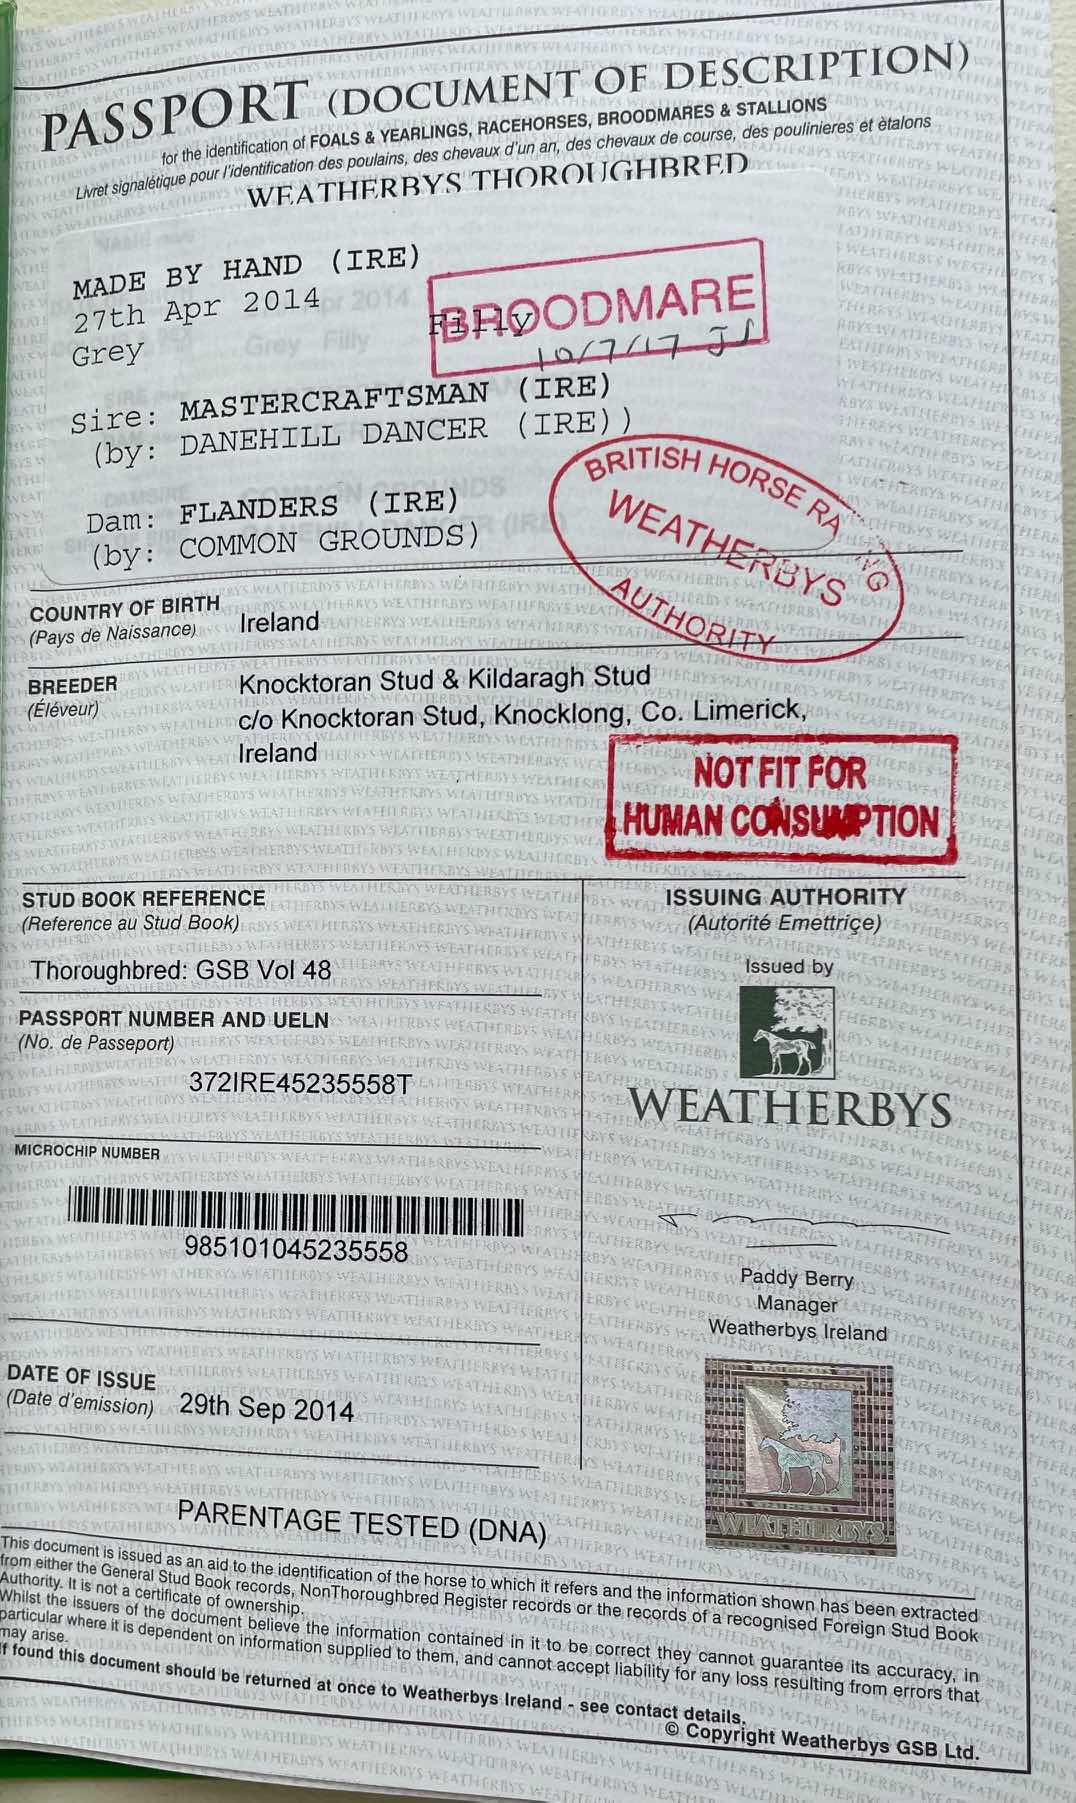 PASSPORT (DOCUMENT OF DESCRIPTION)
for the identification of FOALS & YEARLINGS, RACEHORSES, BROODMARES & STALLIONS
Livret signalétique pour l'identification des poulains, des chevaux d'un an, des chevaux de course, des poulinieres et ètalons
WEATHERBYS THOROUGHBRED
MADE BY HAND (IRE)
27th Apr 2014
Filly
BROODMARE
10/7/17
Grey
Sire: MASTERCRAFTSMAN (IRE)
(by: DANEHILL DANCER (IRE))
Dam: FLANDERS (IRE)
(by: COMMON GROUNDS)
BRITISH HORSE RACING
WEATHERBYS
AUTHORITY
COUNTRY OF BIRTH
(Pays de Naissance)
Ireland
BREEDER
(Éléveur)
Knocktoran Stud & Kildaragh Stud
c/o Knocktoran Stud, Knocklong, Co. Limerick,
Ireland
NOT FIT FOR
HUMAN CONSUMPTION
STUD BOOK REFERENCE
(Reference au Stud Book)
Thoroughbred: GSB Vol 48
PASSPORT NUMBER AND UELN
(No. de Passeport)
372IRE45235558T
MICROCHIP NUMBER
985101045235558
DATE OF ISSUE
(Date d'emission)
29th Sep 2014
ISSUING AUTHORITY
(Autorité Emettriçe)
Issued by
WEATHERBYS
Paddy Berry
Manager
Weatherbys Ireland
WEATHERBYS
PARENTAGE TESTED (DNA)
This document is issued as an aid to the identification of the horse to which it refers and the information shown has been extracted
from either the General Stud Book records, NonThoroughbred Register records or the records of a recognised Foreign Stud Book
Authority. It is not a certificate of ownership.
Whilst the issuers of the document believe the information contained in it to be correct they cannot guarantee its accuracy, in
particular where it is dependent on information supplied to them, and cannot accept liability for any loss resulting from errors that
may arise.
If found this document should be returned at once to Weatherbys Ireland - see contact details.
© Copyright Weatherbys GSB Ltd.